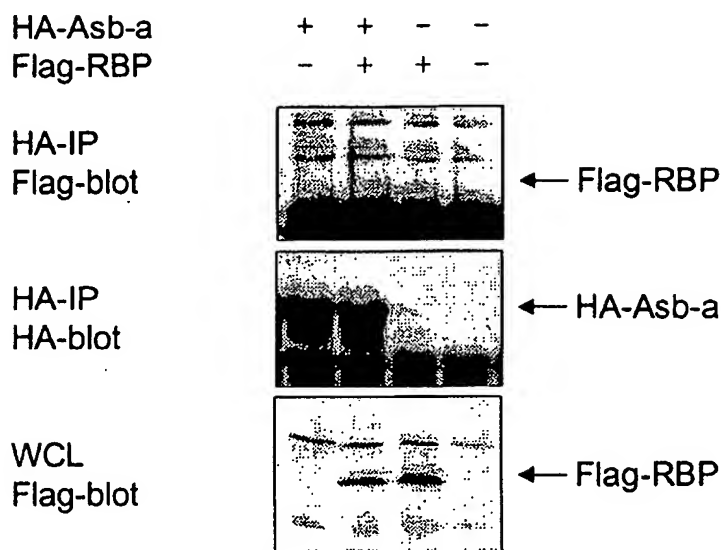 HA-Asb-a + + − −
Flag-RBP − + + −
HA-IP
Flag-blot
← Flag-RBP
HA-IP
HA-blot
← HA-Asb-a
WCL
Flag-blot
← Flag-RBP